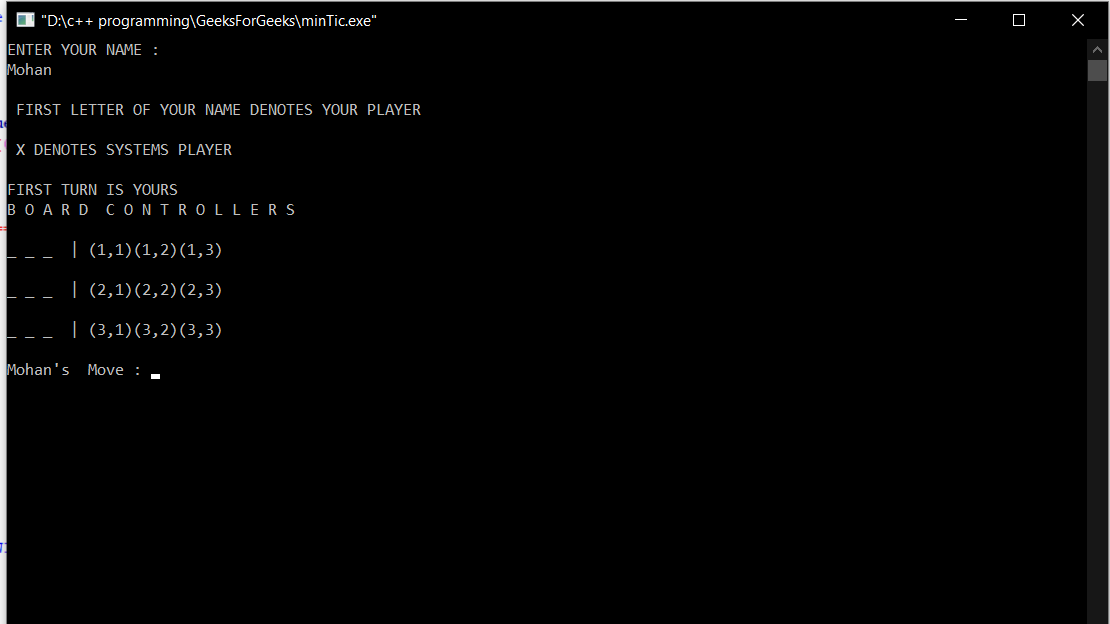 "D:\c++ programming\GeeksForGeeks\minTic.exe"
ENTER YOUR NAME :
Mohan
FIRST LETTER OF YOUR NAME DENOTES YOUR PLAYER
X DENOTES SYSTEMS PLAYER
FIRST TURN IS YOURS
B O A R D  C O N T R O L L E R S
_ _ _  | (1,1)(1,2)(1,3)
_ _ _  | (2,1)(2,2)(2,3)
_ _ _  | (3,1)(3,2)(3,3)
Mohan's  Move :